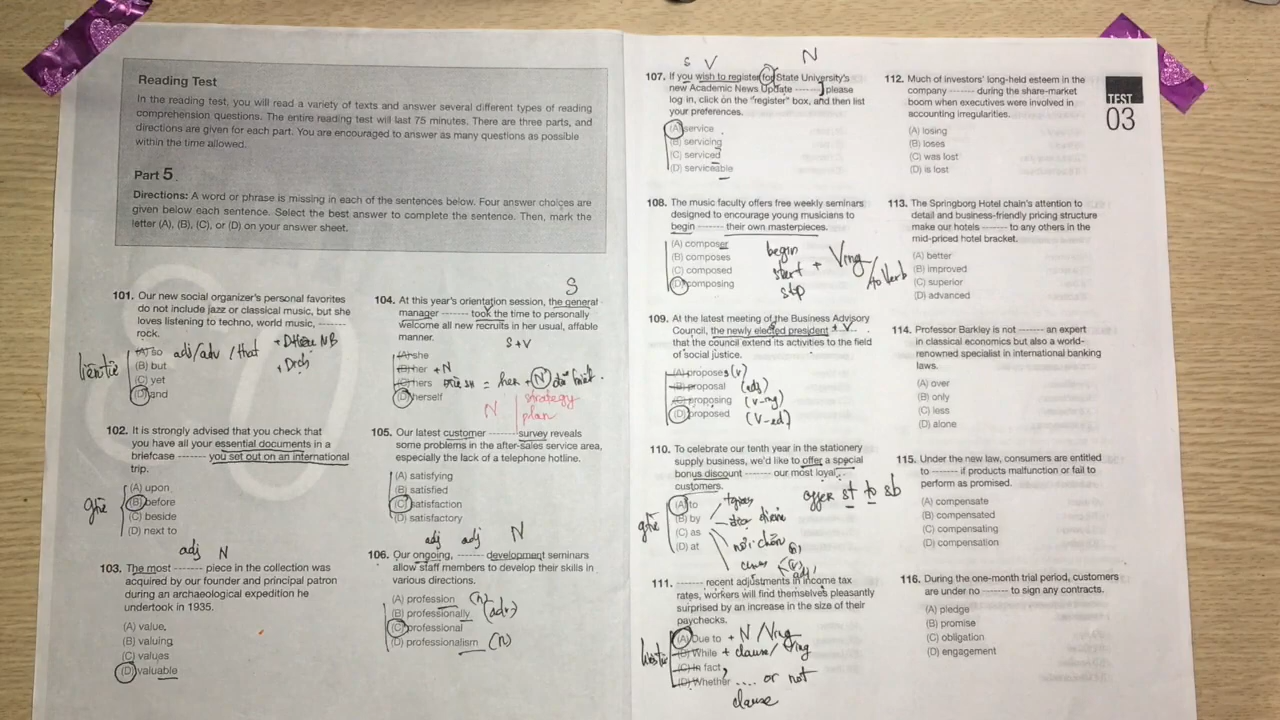 Reading Test
In the reading test, you will read a variety of texts and answer several different types of reading
comprehension questions. The entire reading test will last 75 minutes. There are three parts, and
directions are given for each part. You are encouraged to answer as many questions as possible
within the time allowed.
Part 5
Directions: A word or phrase is missing in each of the sentences below. Four answer choices are
given below each sentence. Select the best answer to complete the sentence. Then, mark the
letter (A), (B), (C), or (D) on your answer sheet.
101. Our new social organizer's personal favorites
do not include jazz or classical music, but she
loves listening to techno, world music, -------
rock.
(A) so adj/adv / that
(B) but
(C) yet
(D) and
102. It is strongly advised that you check that
you have all your essential documents in a
briefcase ------- you set out on an international
trip.
(A) upon
(B) before
(C) beside
(D) next to
adj N
103. The most ------- piece in the collection was
acquired by our founder and principal patron
during an archaeological expedition he
undertook in 1935.
(A) value
(B) valuing
(C) values
(D) valuable
S
104. At this year's orientation session, the general
manager ------- took the time to personally
welcome all new recruits in her usual, affable
manner.
S+V
(A) she
(B) her + N
(C) hers = her + N
(D) herself
N strategy
plan
105. Our latest customer ------- survey reveals
some problems in the after-sales service area,
especially the lack of a telephone hotline.
(A) satisfying
(B) satisfied
(C) satisfaction
(D) satisfactory
adj adj N
106. Our ongoing, ------- development seminars
allow staff members to develop their skills in
various directions.
(A) profession (n)
(B) professionally (adv)
(C) professional
(D) professionalism (n)
S V N
107. If you wish to register for State University's
new Academic News Update -------, please
log in, click on the "register" box, and then list
your preferences.
(A) service
(B) servicing
(C) serviced
(D) serviceable
108. The music faculty offers free weekly seminars
designed to encourage young musicians to
begin ------- their own masterpieces.
(A) composer
(B) composes
(C) composed
(D) composing
begin
start + Ving / to Verb
stop
109. At the latest meeting of the Business Advisory
Council, the newly elected president + V
that the council extend its activities to the field
of social justice.
(A) proposes (v)
(B) proposal (adj)
(C) proposing (v-ing)
(D) proposed (v-ed)
110. To celebrate our tenth year in the stationery
supply business, we'd like to offer a special
bonus discount ------- our most loyal
customers.
offer st to sb
(A) to
(B) by
(C) as
(D) at
111. ------- recent adjustments in income tax
rates, workers will find themselves pleasantly
surprised by an increase in the size of their
paychecks.
(A) Due to + N / Ving
(B) While + clause / Ving
(C) In fact,
(D) Whether .... or not
clause
TEST
03
112. Much of investors' long-held esteem in the
company ------- during the share-market
boom when executives were involved in
accounting irregularities.
(A) losing
(B) loses
(C) was lost
(D) is lost
113. The Springborg Hotel chain's attention to
detail and business-friendly pricing structure
make our hotels ------- to any others in the
mid-priced hotel bracket.
(A) better
(B) improved
(C) superior
(D) advanced
114. Professor Barkley is not ------- an expert
in classical economics but also a world-
renowned specialist in international banking
laws.
(A) over
(B) only
(C) less
(D) alone
115. Under the new law, consumers are entitled
to ------- if products malfunction or fail to
perform as promised.
(A) compensate
(B) compensated
(C) compensating
(D) compensation
116. During the one-month trial period, customers
are under no ------- to sign any contracts.
(A) pledge
(B) promise
(C) obligation
(D) engagement